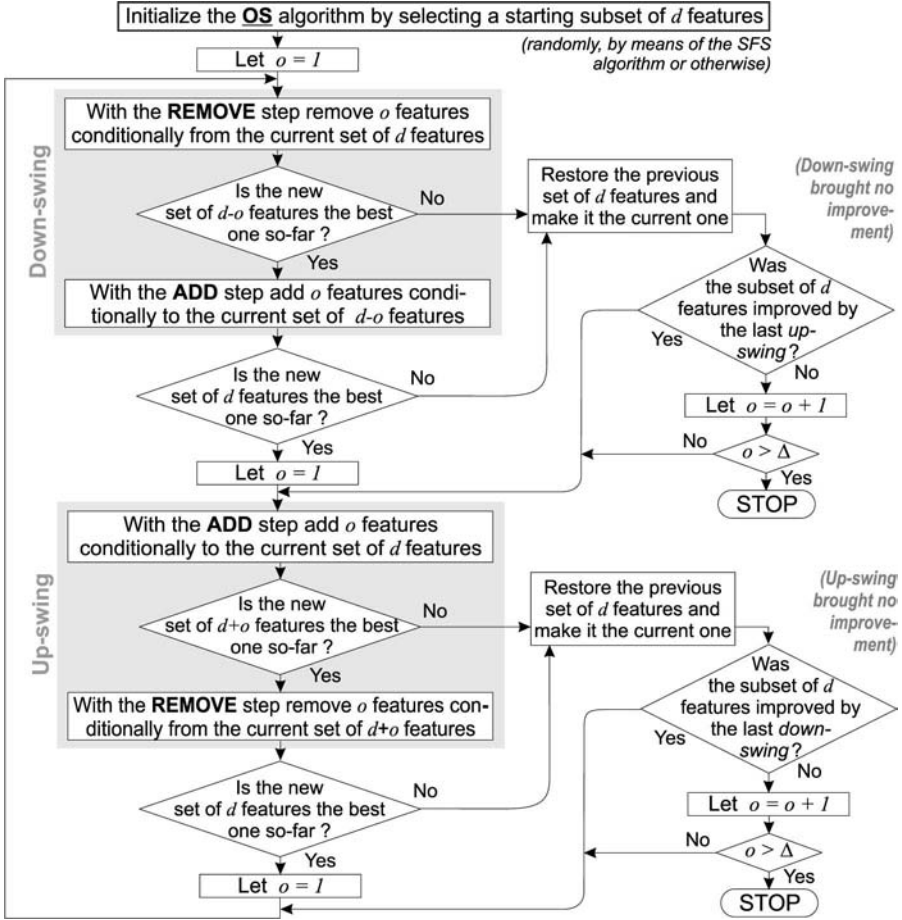 Initialize the OS algorithm by selecting a starting subset of d features
(randomly, by means of the SFS
algorithm or otherwise)
Let o = 1
Down-swing
With the REMOVE step remove o features
conditionally from the current set of d features
Is the new
set of d-o features the best
one so-far ?
No
Yes
With the ADD step add o features condi-
tionally to the current set of d-o features
Is the new
set of d features the best
one so-far ?
No
Yes
Let o = 1
Restore the previous
set of d features and
make it the current one
(Down-swing
brought no
improve-
ment)
Was
the subset of d
features improved by
the last up-
swing ?
Yes
No
Let o = o + 1
o > Δ
No
Yes
STOP
Up-swing
With the ADD step add o features
conditionally to the current set of d features
Is the new
set of d+o features the best
one so-far ?
No
Yes
With the REMOVE step remove o features con-
ditionally from the current set of d+o features
Is the new
set of d features the best
one so-far ?
No
Yes
Let o = 1
Restore the previous
set of d features and
make it the current one
(Up-swing
brought no
improve-
ment)
Was
the subset of d
features improved by
the last down-
swing ?
Yes
No
Let o = o + 1
o > Δ
No
Yes
STOP